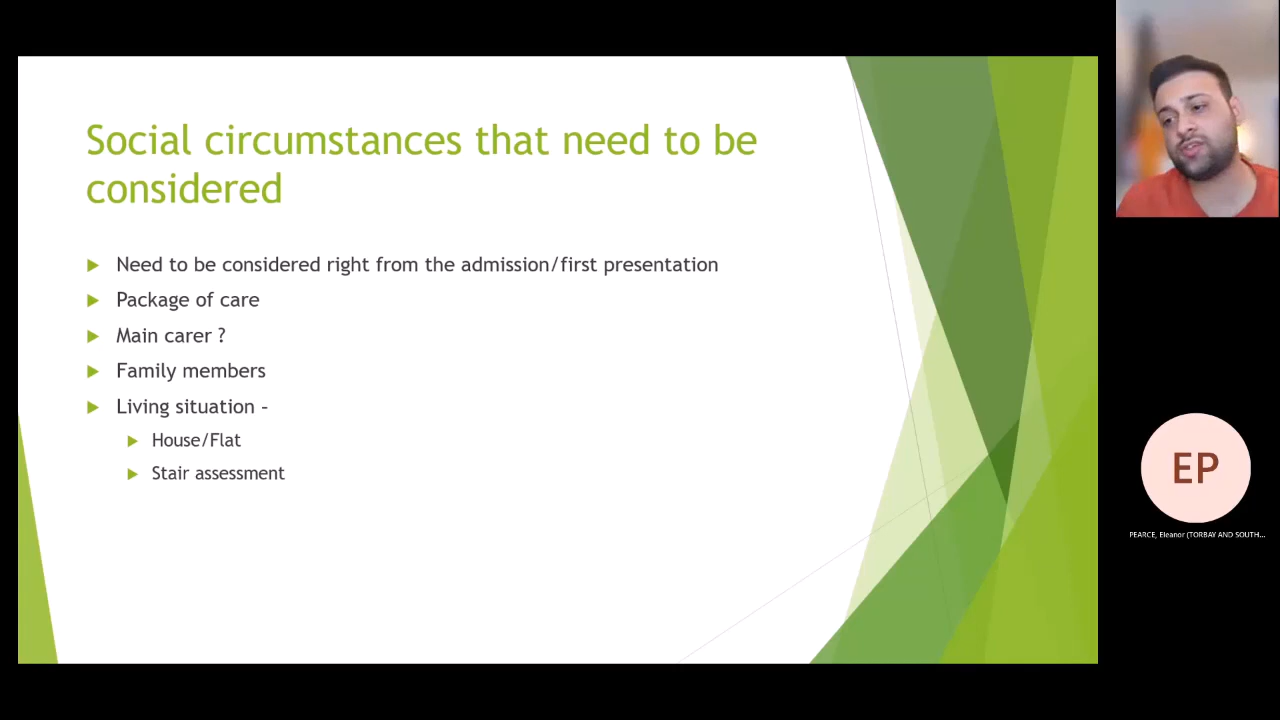 Social circumstances that need to be
considered
Need to be considered right from the admission/first presentation
Package of care
Main carer ?
Family members
Living situation –
House/Flat
Stair assessment
EP
PEARCE, Eleanor (TORBAY AND SOUTH...